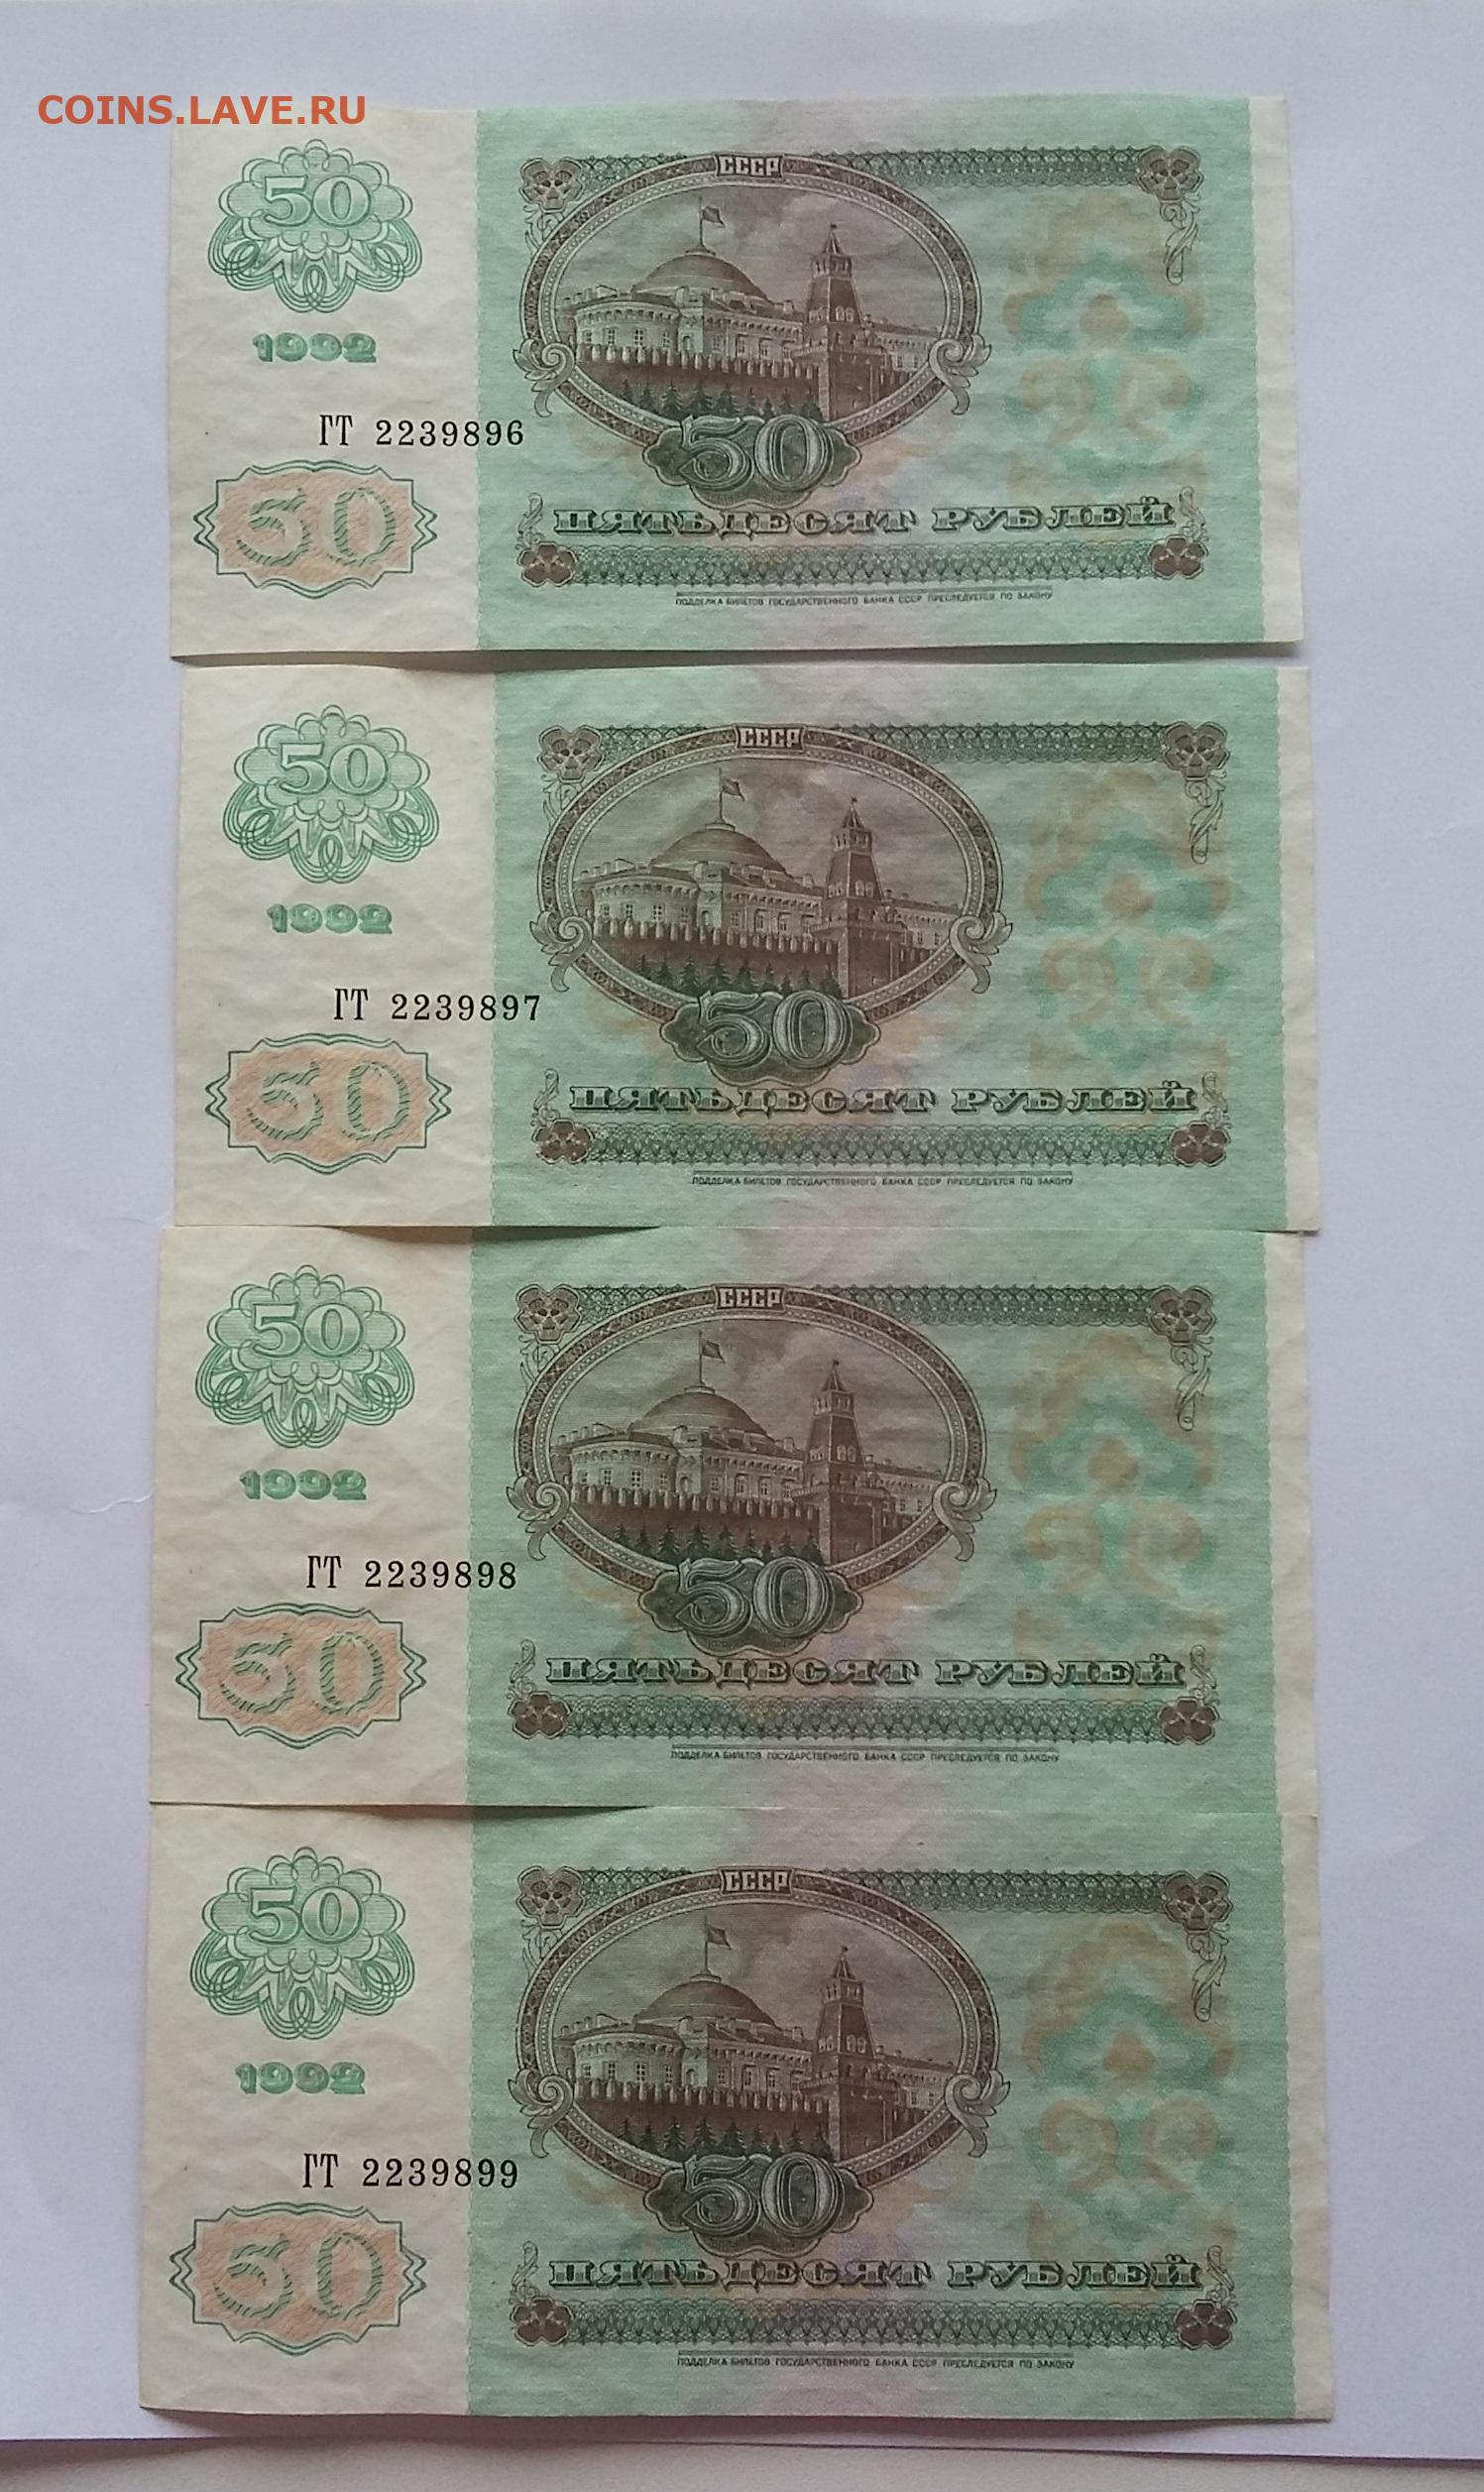 COINS.LAVE.RU
50
СССР
1992
ГТ 2239896
50
50
ПЯТЬДЕСЯТ РУБЛЕЙ
ПОДДЕЛКА БИЛЕТОВ ГОСУДАРСТВЕННОГО БАНКА СССР ПРЕСЛЕДУЕТСЯ ПО ЗАКОНУ
50
СССР
1992
ГТ 2239897
50
50
ПЯТЬДЕСЯТ РУБЛЕЙ
ПОДДЕЛКА БИЛЕТОВ ГОСУДАРСТВЕННОГО БАНКА СССР ПРЕСЛЕДУЕТСЯ ПО ЗАКОНУ
50
СССР
1992
ГТ 2239898
50
50
ПЯТЬДЕСЯТ РУБЛЕЙ
ПОДДЕЛКА БИЛЕТОВ ГОСУДАРСТВЕННОГО БАНКА СССР ПРЕСЛЕДУЕТСЯ ПО ЗАКОНУ
50
СССР
1992
ГТ 2239899
50
50
ПЯТЬДЕСЯТ РУБЛЕЙ
ПОДДЕЛКА БИЛЕТОВ ГОСУДАРСТВЕННОГО БАНКА СССР ПРЕСЛЕДУЕТСЯ ПО ЗАКОНУ